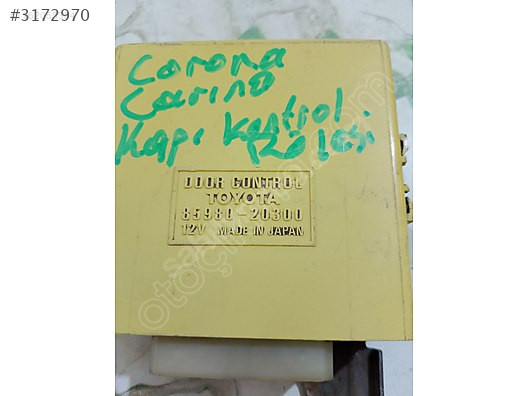 #3172970
Corona
Carina
Kapı kontrol
rölesi
DOOR CONTROL
TOYOTA
85980-20300
12V MADE IN JAPAN